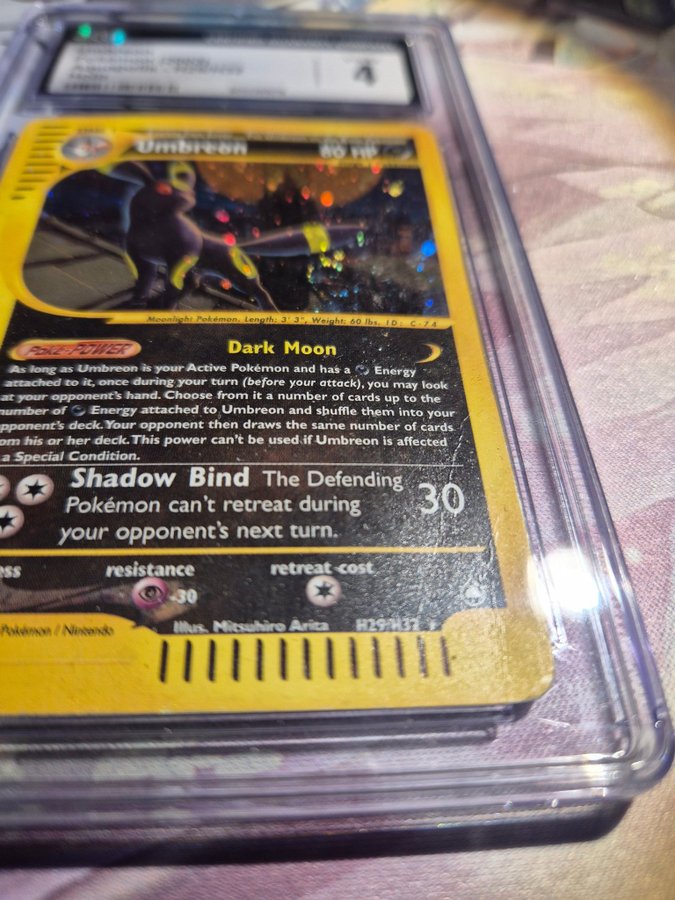 4
Umbreon 60 HP
Moonlight Pokémon. Length: 3' 3", Weight: 60 lbs. ID: C-74
POKÉ-POWER Dark Moon
As long as Umbreon is your Active Pokémon and has a Energy
attached to it, once during your turn (before your attack), you may look
at your opponent's hand. Choose from it a number of cards up to the
number of Energy attached to Umbreon and shuffle them into your
opponent's deck. Your opponent then draws the same number of cards
om his or her deck. This power can't be used if Umbreon is affected
a Special Condition.
Shadow Bind The Defending 30
Pokémon can't retreat during
your opponent's next turn.
ess resistance retreat cost
-30
Pokémon / Nintendo Illus. Mitsuhiro Arita H29/H32